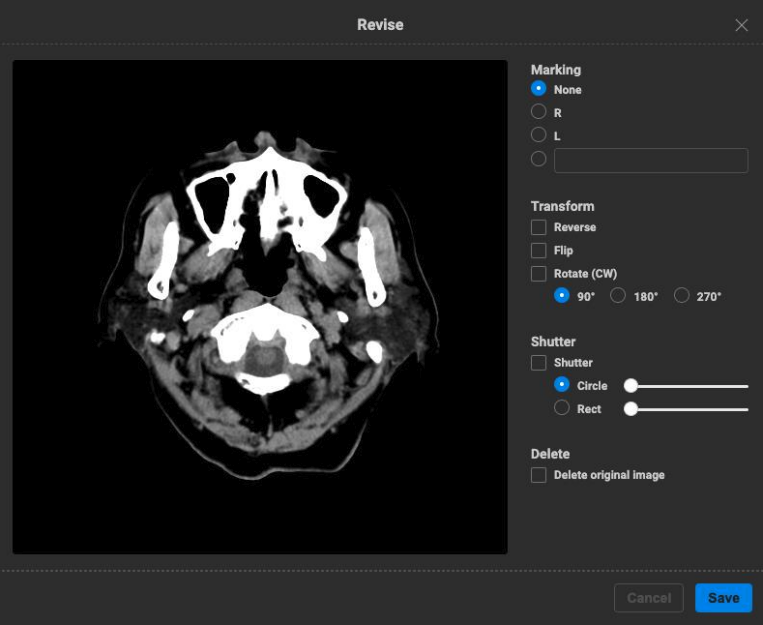 Revise
Marking
None
R
L
Transform
Reverse
Flip
Rotate (CW)
90° 180° 270°
Shutter
Shutter
Circle
Rect
Delete
Delete original image
Cancel Save